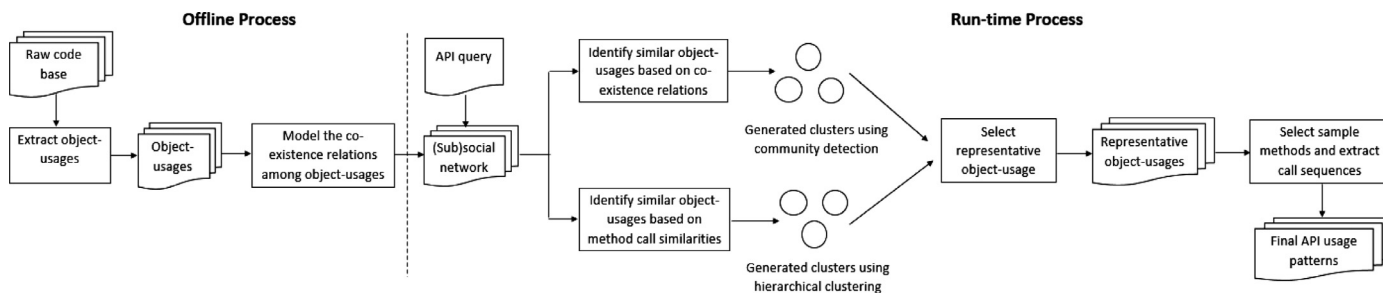 Offline Process
Run-time Process
Raw code
base
Extract object-
usages
Object-
usages
Model the co-
existence relations
among object-usages
API query
(Sub)social
network
Identify similar object-
usages based on co-
existence relations
Generated clusters using
community detection
Identify similar object-
usages based on
method call similarities
Generated clusters using
hierarchical clustering
Select
representative
object-usage
Representative
object-usages
Select sample
methods and extract
call sequences
Final API usage
patterns